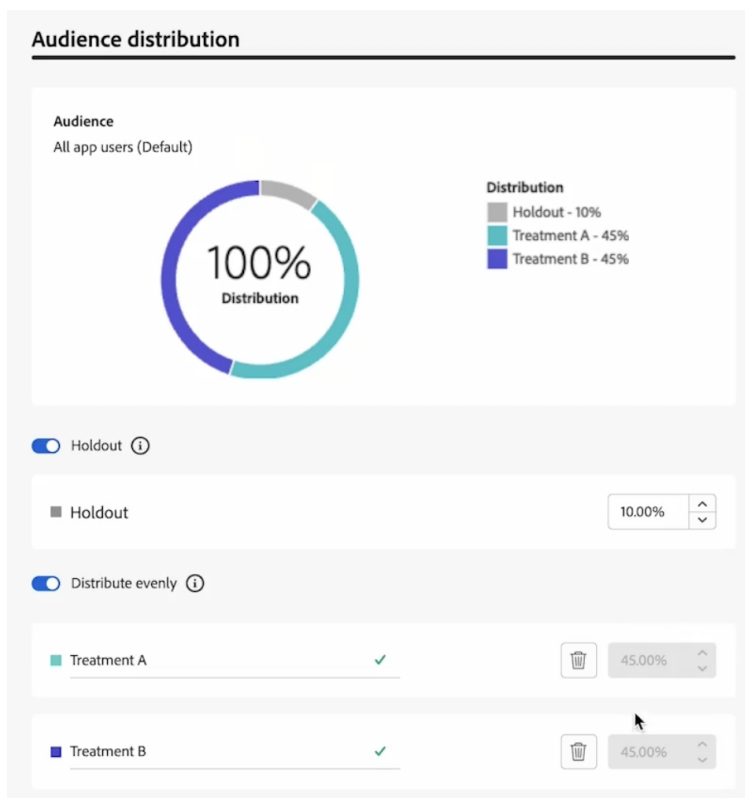 Audience distribution
Audience
All app users (Default)
100%
Distribution
Distribution
Holdout - 10%
Treatment A - 45%
Treatment B - 45%
Holdout
Holdout
10.00%
Distribute evenly
Treatment A
45.00%
Treatment B
45.00%